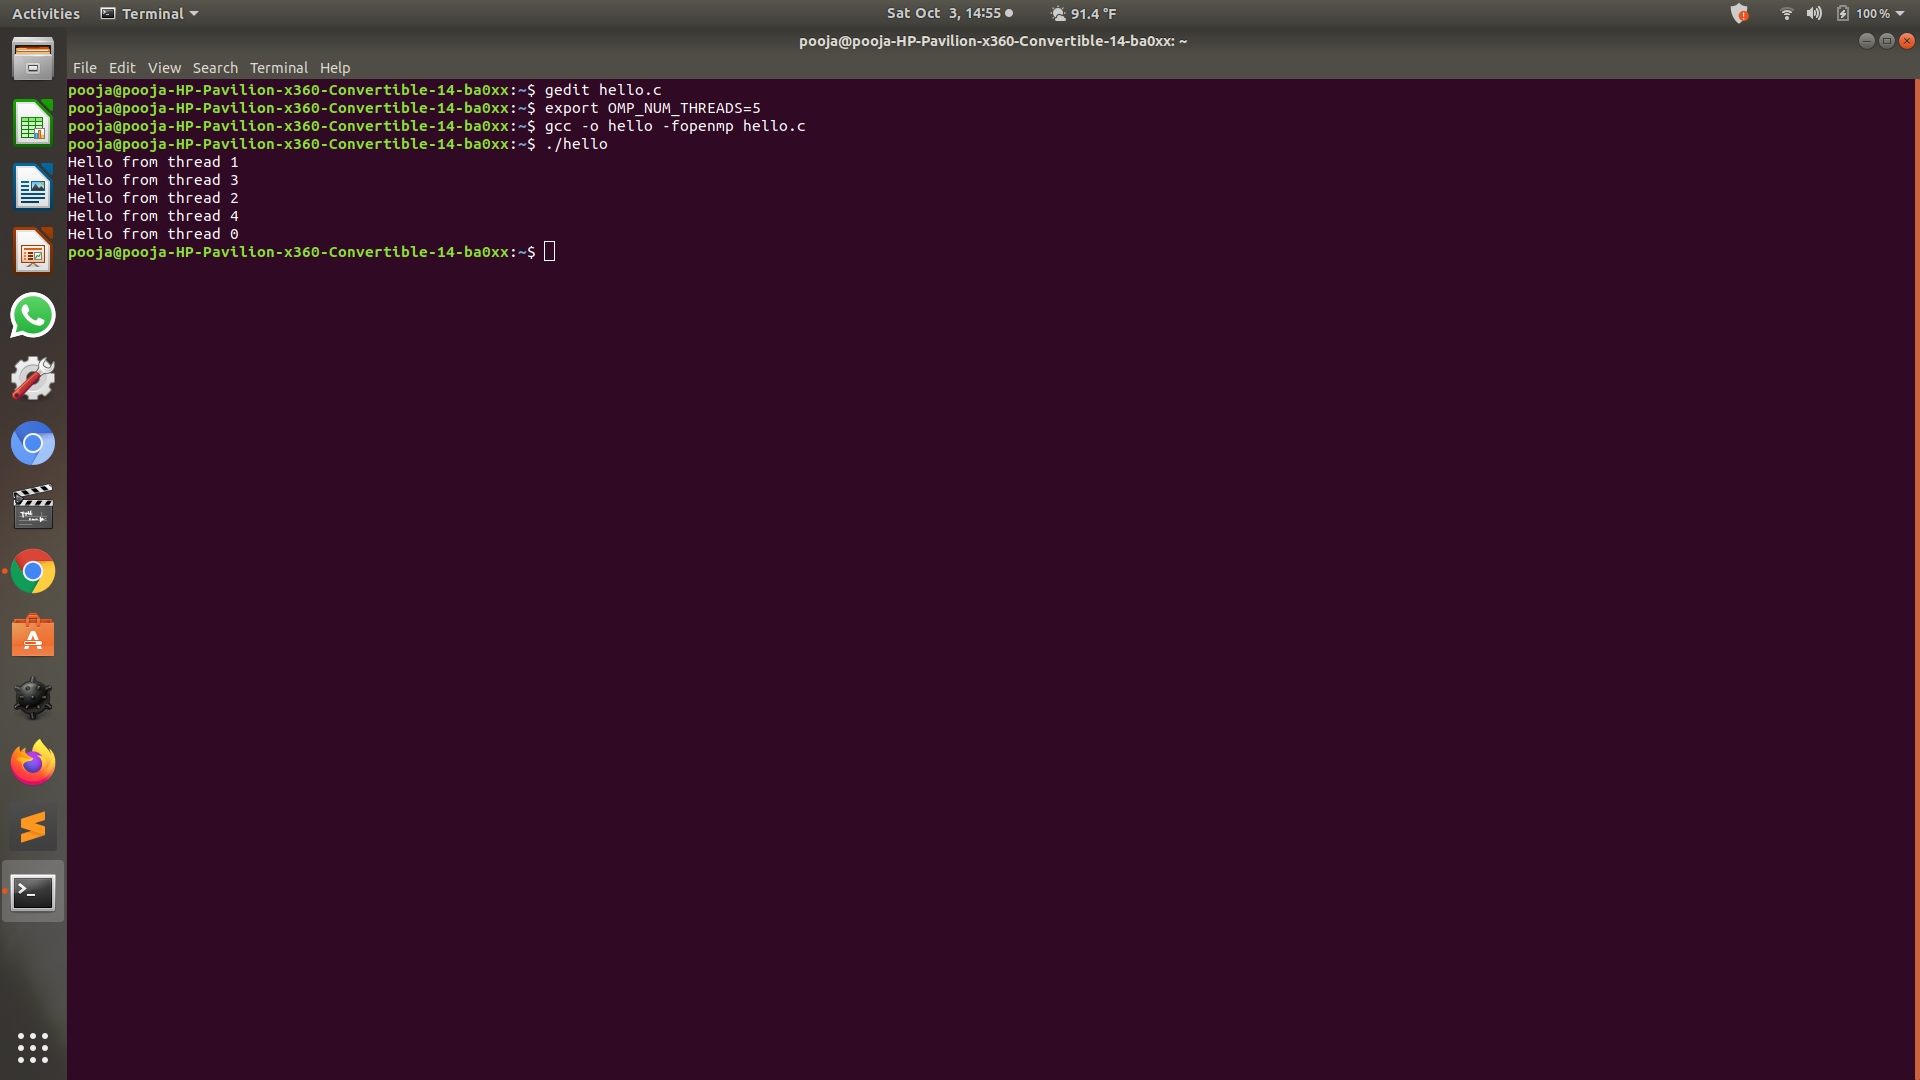 Activities Terminal Sat Oct 3, 14:55 91.4 °F 100 %
pooja@pooja-HP-Pavilion-x360-Convertible-14-ba0xx: ~
File Edit View Search Terminal Help
pooja@pooja-HP-Pavilion-x360-Convertible-14-ba0xx:~$ gedit hello.c
pooja@pooja-HP-Pavilion-x360-Convertible-14-ba0xx:~$ export OMP_NUM_THREADS=5
pooja@pooja-HP-Pavilion-x360-Convertible-14-ba0xx:~$ gcc -o hello -fopenmp hello.c
pooja@pooja-HP-Pavilion-x360-Convertible-14-ba0xx:~$ ./hello
Hello from thread 1
Hello from thread 3
Hello from thread 2
Hello from thread 4
Hello from thread 0
pooja@pooja-HP-Pavilion-x360-Convertible-14-ba0xx:~$